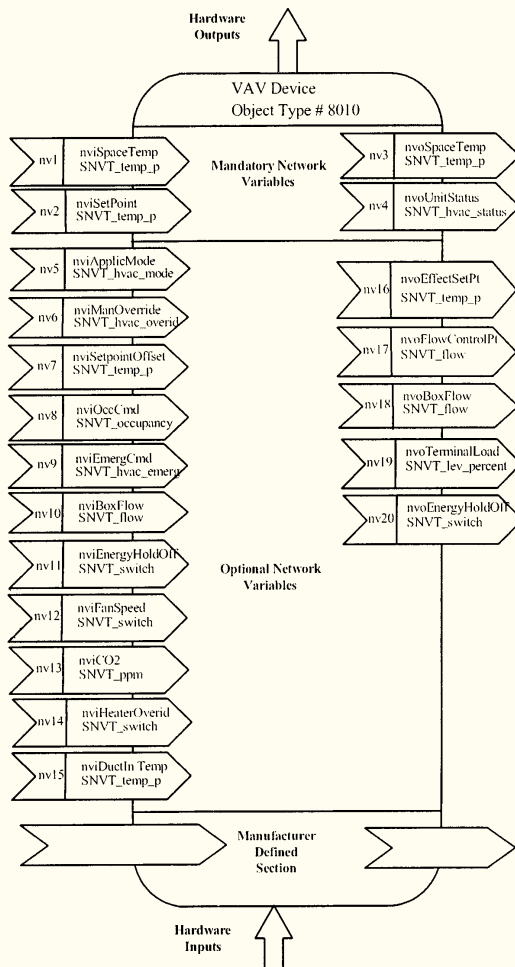 Hardware
Outputs
VAV Device
Object Type # 8010
nv1
nviSpaceTemp
SNVT_temp_p
nv2
nviSetPoint
SNVT_temp_p
Mandatory Network
Variables
nv3
nvoSpaceTemp
SNVT_temp_p
nv4
nvoUnitStatus
SNVT_hvac_status
nv5
nviApplicMode
SNVT_hvac_mode
nv6
nviManOverride
SNVT_hvac_overid
nv7
nviSetpointOffset
SNVT_temp_p
nv8
nviOccCmd
SNVT_occupancy
nv9
nviEmergCmd
SNVT_hvac_emerg
nv10
nviBoxFlow
SNVT_flow
nv11
nviEnergyHoldOff
SNVT_switch
nv12
nviFanSpeed
SNVT_switch
nv13
nviCO2
SNVT_ppm
nv14
nviHeaterOverid
SNVT_switch
nv15
nviDuctIn Temp
SNVT_temp_p
Optional Network
Variables
nv16
nvoEffectSetPt
SNVT_temp_p
nv17
nvoFlowControlPt
SNVT_flow
nv18
nvoBoxFlow
SNVT_flow
nv19
nvoTerminalLoad
SNVT_lev_percent
nv20
nvoEnergyHoldOff
SNVT_switch
Manufacturer
Defined
Section
Hardware
Inputs